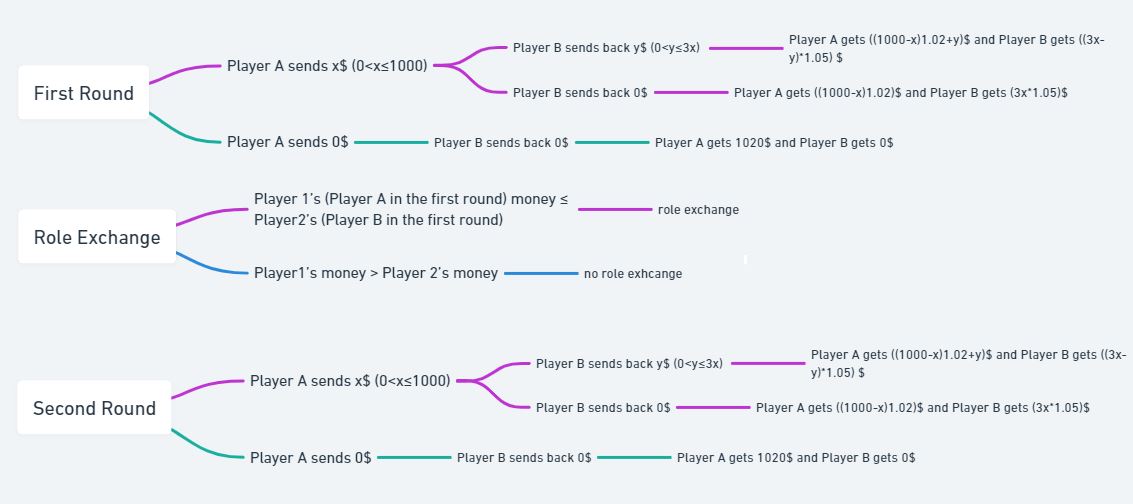 Player B sends back y$ (0<y≤3x)
Player A gets ((1000-x)1.02+y)$ and Player B gets ((3x-
y)*1.05) $
Player A sends x$ (0<x≤1000)
First Round
Player B sends back 0$
Player A gets ((1000-x)1.02)$ and Player B gets (3x*1.05)$
Player A sends 0$
Player B sends back 0$
Player A gets 1020$ and Player B gets 0$
Player 1's (Player A in the first round) money ≤
Player2's (Player B in the first round)
role exchange
Role Exchange
Player1's money > Player 2's money
no role exhcange
Player B sends back y$ (0<y≤3x)
Player A gets ((1000-x)1.02+y)$ and Player B gets ((3x-
y)*1.05) $
Player A sends x$ (0<x≤1000)
Second Round
Player B sends back 0$
Player A gets ((1000-x)1.02)$ and Player B gets (3x*1.05)$
Player A sends 0$
Player B sends back 0$
Player A gets 1020$ and Player B gets 0$